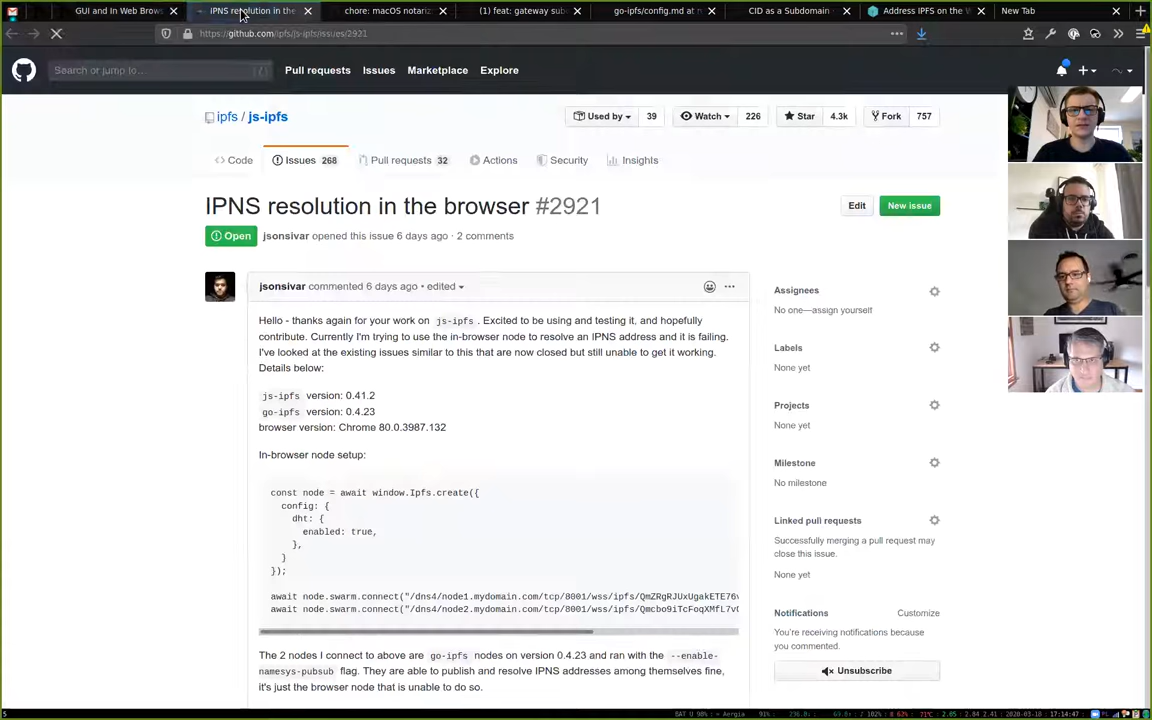 GUI and In Web Brows
IPNS resolution in the
chore: macOS notariz
(1) feat: gateway sub
go-ipfs/config.md at m
CID as a Subdomain
Address IPFS on the W
New Tab
https://github.com/ipfs/js-ipfs/issues/2921
Search or jump to...
Pull requests Issues Marketplace Explore
ipfs / js-ipfs
Used by 39 Watch 226 Star 4.3k Fork 757
Code Issues 268 Pull requests 32 Actions Security Insights
IPNS resolution in the browser #2921
Edit New issue
Open jsonsivar opened this issue 6 days ago · 2 comments
jsonsivar commented 6 days ago • edited
Hello - thanks again for your work on js-ipfs . Excited to be using and testing it, and hopefully
contribute. Currently I'm trying to use the in-browser node to resolve an IPNS address and it is failing.
I've looked at the existing issues similar to this that are now closed but still unable to get it working.
Details below:
js-ipfs version: 0.41.2
go-ipfs version: 0.4.23
browser version: Chrome 80.0.3987.132
In-browser node setup:
const node = await window.Ipfs.create({
config: {
dht: {
enabled: true,
},
}
});
await node.swarm.connect("/dns4/node1.mydomain.com/tcp/8001/wss/ipfs/QmZRgRJUxUgakETE76v
await node.swarm.connect("/dns4/node2.mydomain.com/tcp/8001/wss/ipfs/Qmcbo9iTcFoqXMfL7v
The 2 nodes I connect to above are go-ipfs nodes on version 0.4.23 and ran with the --enable-
namesys-pubsub flag. They are able to publish and resolve IPNS addresses among themselves fine,
it's just the browser node that is unable to do so.
Assignees
No one—assign yourself
Labels
None yet
Projects
None yet
Milestone
No milestone
Linked pull requests
Successfully merging a pull request may
close this issue.
None yet
Notifications Customize
You're receiving notifications because
you commented.
Unsubscribe
5
2020-03-18 | 17:14:47